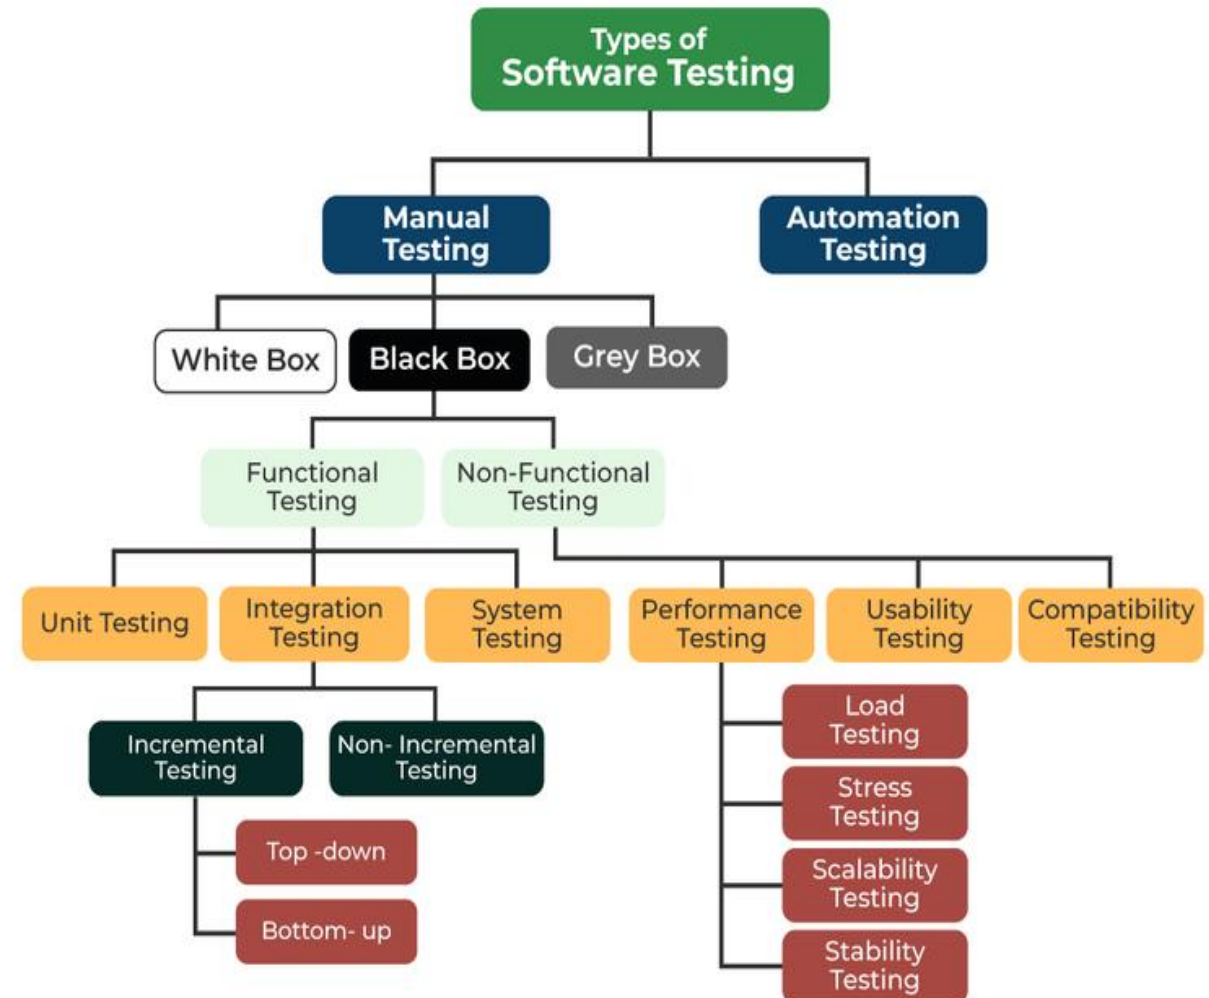 Types of
Software Testing
Manual
Testing
Automation
Testing
White Box
Black Box
Grey Box
Functional
Testing
Non-Functional
Testing
Unit Testing
Integration
Testing
System
Testing
Performance
Testing
Usability
Testing
Compatibility
Testing
Incremental
Testing
Non- Incremental
Testing
Top -down
Bottom- up
Load
Testing
Stress
Testing
Scalability
Testing
Stability
Testing